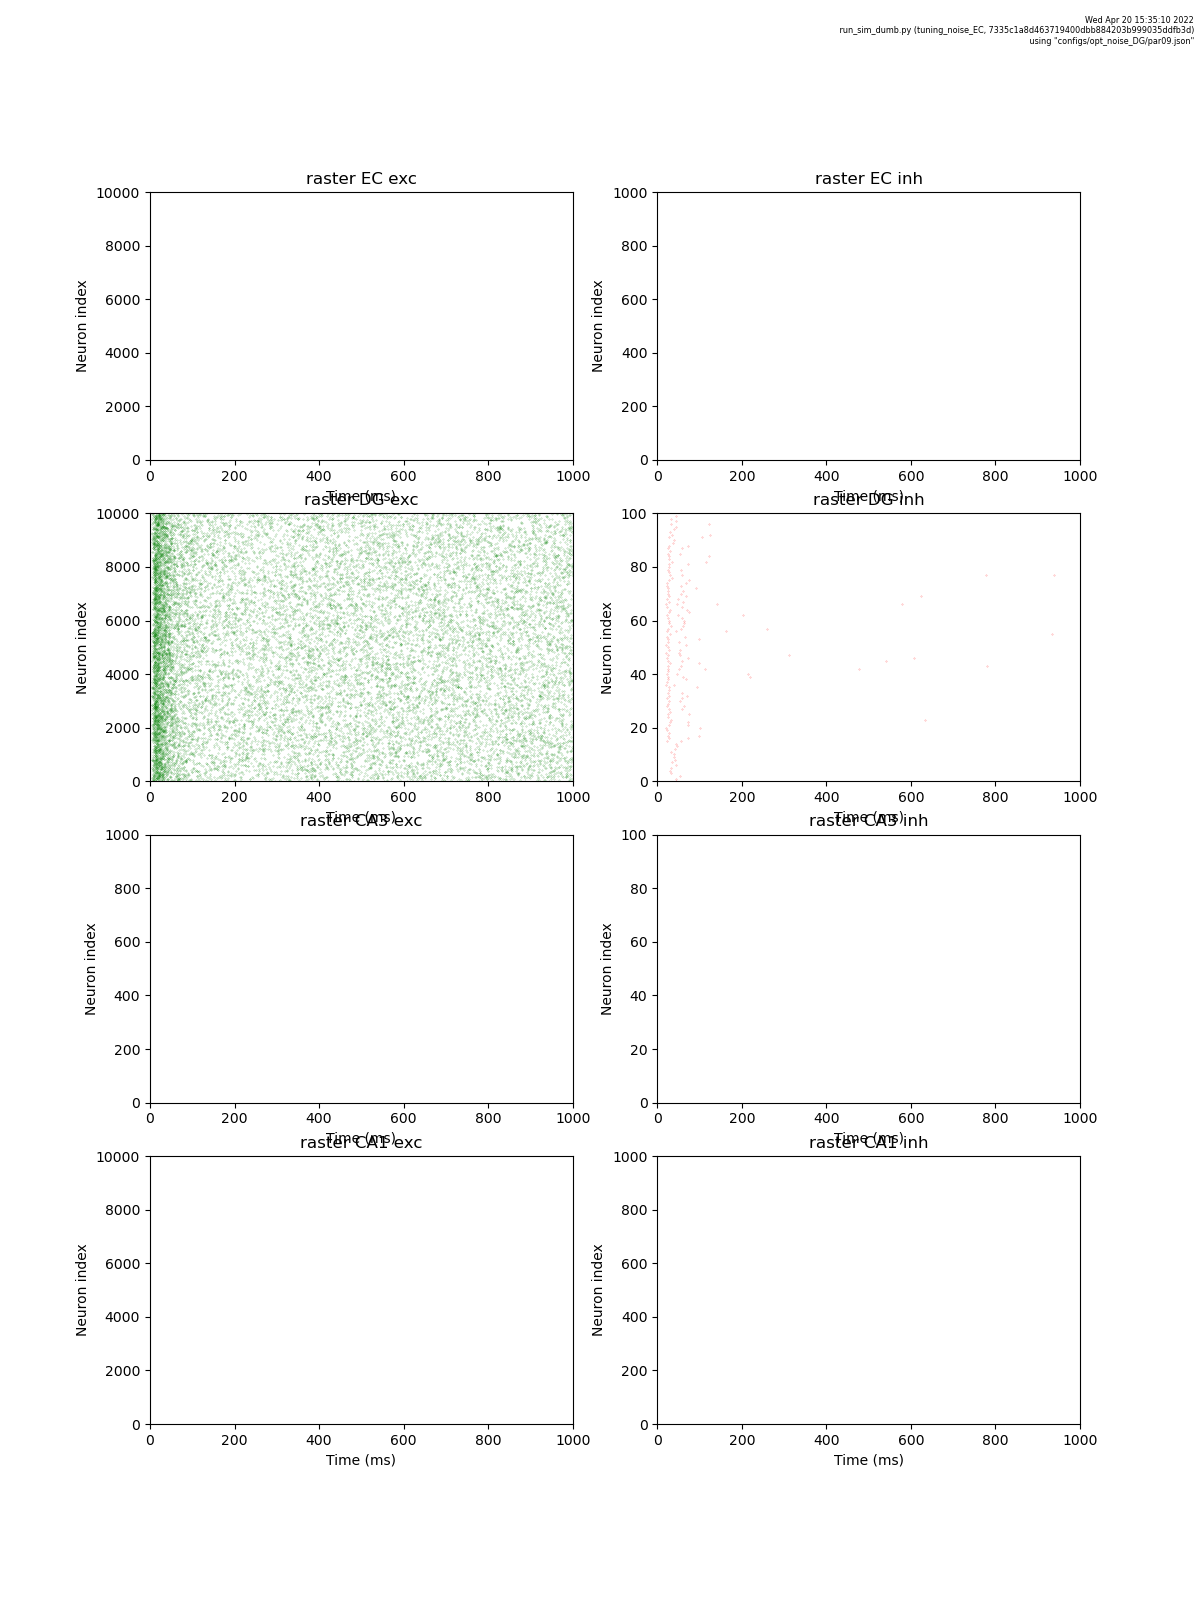 Wed Apr 20 15:35:10 2022
run_sim_dumb.py (tuning_noise_EC, 7335c1a8d463719400dbb884203b999035ddfb3d)
using "configs/opt_noise_DG/par09.json"
raster EC exc
10000
8000
6000
4000
2000
0
Neuron index
0 200 400 600 800 1000
Time (ms)
raster EC inh
1000
800
600
400
200
0
Neuron index
0 200 400 600 800 1000
Time (ms)
raster DG exc
10000
8000
6000
4000
2000
0
Neuron index
0 200 400 600 800 1000
Time (ms)
raster DG inh
100
80
60
40
20
0
Neuron index
0 200 400 600 800 1000
Time (ms)
raster CA3 exc
1000
800
600
400
200
0
Neuron index
0 200 400 600 800 1000
Time (ms)
raster CA3 inh
100
80
60
40
20
0
Neuron index
0 200 400 600 800 1000
Time (ms)
raster CA1 exc
10000
8000
6000
4000
2000
0
Neuron index
0 200 400 600 800 1000
Time (ms)
raster CA1 inh
1000
800
600
400
200
0
Neuron index
0 200 400 600 800 1000
Time (ms)